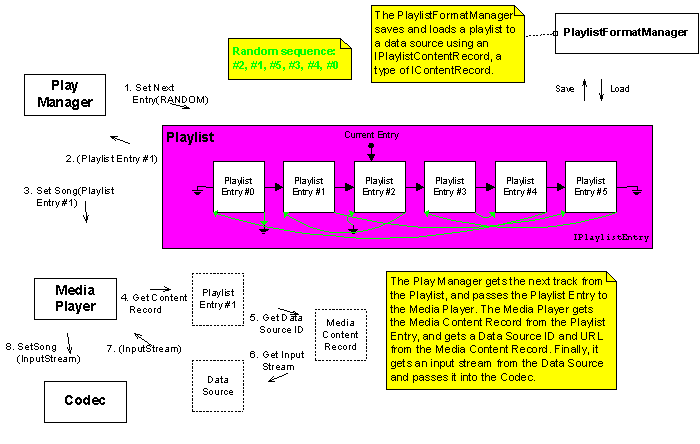 The PlaylistFormatManager
saves and loads a playlist to
a data source using an
IPlaylistContentRecord, a
type of IContentRecord.
PlaylistFormatManager
Random sequence:
#2, #1, #5, #3, #4, #0
Save
Load
Play
Manager
1. Set Next
Entry(RANDOM)
2. (Playlist Entry #1)
3. Set Song(Playlist
Entry #1)
Playlist
Current Entry
Playlist
Entry #0
Playlist
Entry #1
Playlist
Entry #2
Playlist
Entry #3
Playlist
Entry #4
Playlist
Entry #5
IPlaylistEntry
Media
Player
4. Get Content
Record
Playlist
Entry #1
5. Get Data
Source ID
Media
Content
Record
6. Get Input
Stream
Data
Source
7. (InputStream)
8. SetSong
(InputStream)
Codec
The Play Manager gets the next track from
the Playlist, and passes the Playlist Entry to
the Media Player. The Media Player gets
the Media Content Record from the Playlist
Entry, and gets a Data Source ID and URL
from the Media Content Record. Finally, it
gets an input stream from the Data Source
and passes it into the Codec.